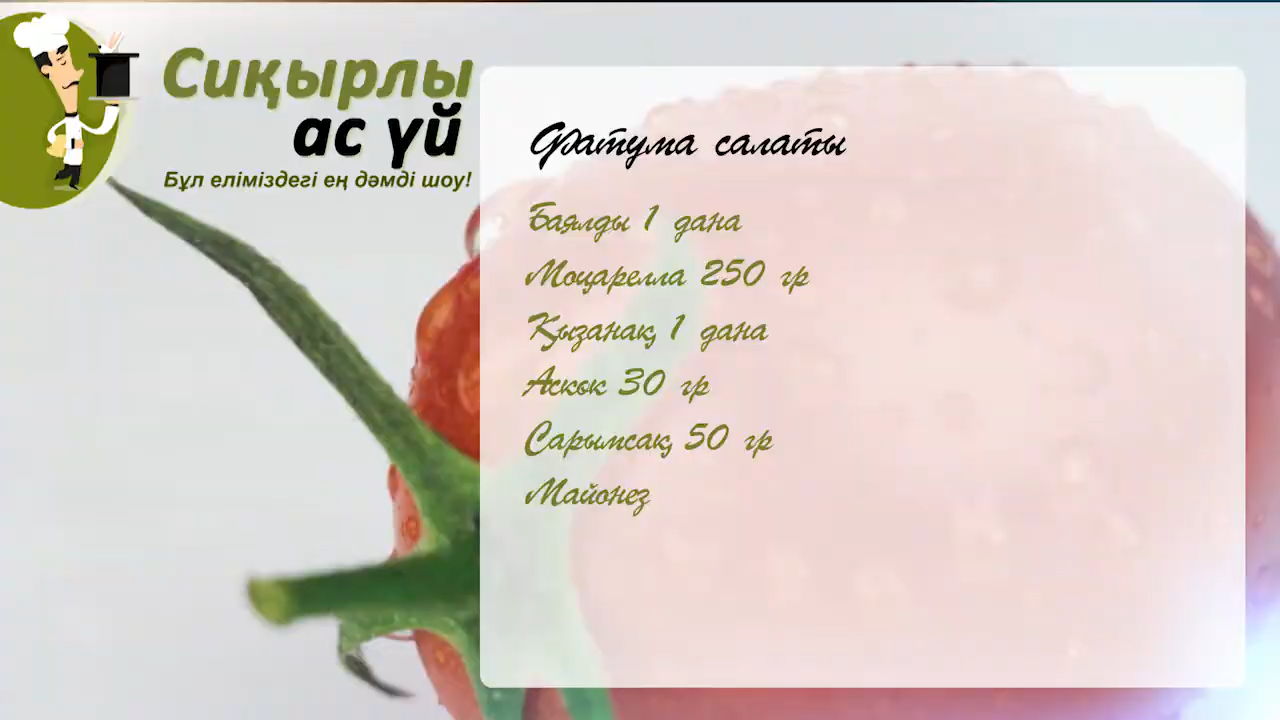 Сиқырлы
ас үй
Бұл еліміздегі ең дәмді шоу!
Фатума салаты
Баялды 1 дана
Моцарелла 250 гр
Қызанақ 1 дана
Аскөк 30 гр
Сарымсақ 50 гр
Майонез